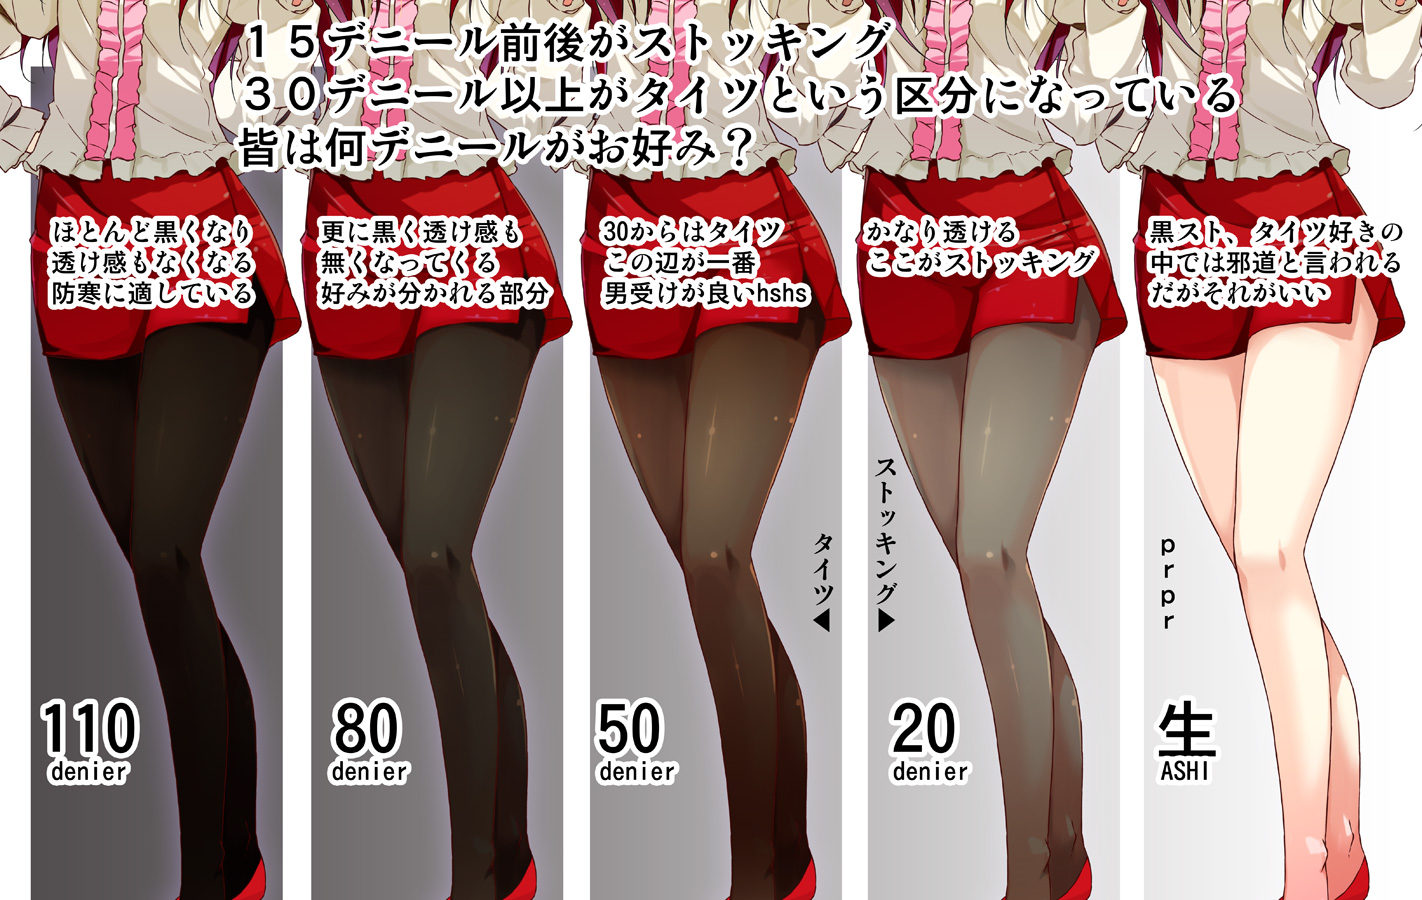 １５デニール前後がストッキング
３０デニール以上がタイツという区分になっている
皆は何デニールがお好み？
ほとんど黒くなり
透け感もなくなる
防寒に適している
更に黒く透け感も
無くなってくる
好みが分かれる部分
30からはタイツ
この辺が一番
男受けが良いhshs
かなり透ける
ここがストッキング
黒スト、タイツ好きの
中では邪道と言われる
だがそれがいい
タイツ◀
ストッキング▶
prpr
110
denier
80
denier
50
denier
20
denier
生
ASHI